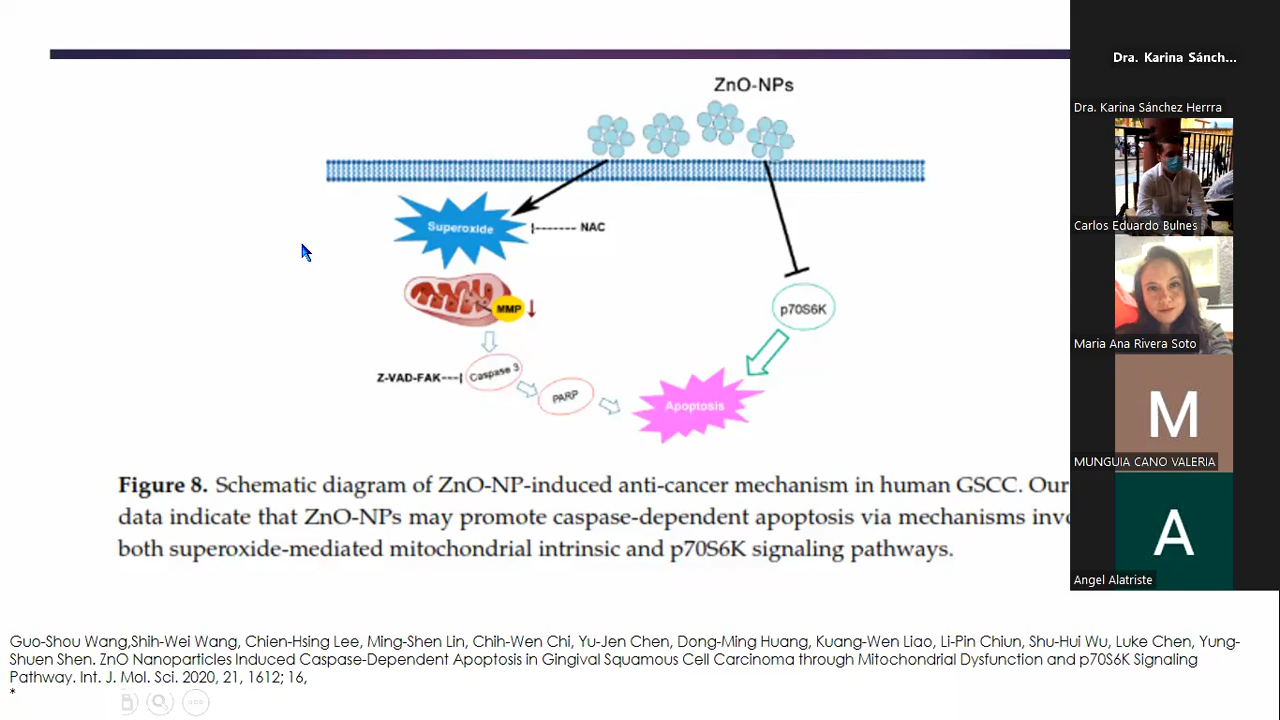 ZnO-NPs
Superoxide
NAC
MMP
p70S6K
Z-VAD-FAK
Caspase 3
PARP
Apoptosis
Figure 8. Schematic diagram of ZnO-NP-induced anti-cancer mechanism in human GSCC. Our
data indicate that ZnO-NPs may promote caspase-dependent apoptosis via mechanisms invo
both superoxide-mediated mitochondrial intrinsic and p70S6K signaling pathways.
Guo-Shou Wang,Shih-Wei Wang, Chien-Hsing Lee, Ming-Shen Lin, Chih-Wen Chi, Yu-Jen Chen, Dong-Ming Huang, Kuang-Wen Liao, Li-Pin Chiun, Shu-Hui Wu, Luke Chen, Yung-
Shuen Shen. ZnO Nanoparticles Induced Caspase-Dependent Apoptosis in Gingival Squamous Cell Carcinoma through Mitochondrial Dysfunction and p70S6K Signaling
Pathway. Int. J. Mol. Sci. 2020, 21, 1612; 16,
*
Dra. Karina Sánch...
Dra. Karina Sánchez Herrra
Carlos Eduardo Bulnes
Maria Ana Rivera Soto
M
MUNGUIA CANO VALERIA
A
Angel Alatriste